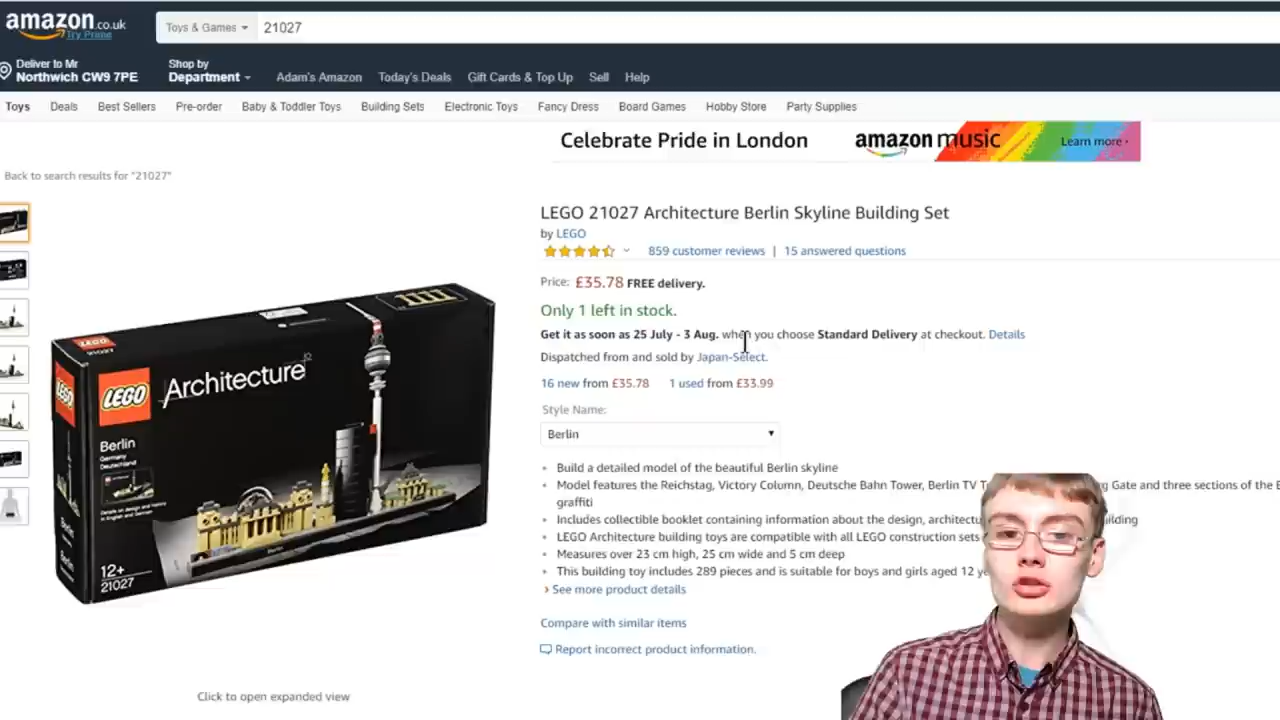 amazon.co.uk
Try Prime
Toys & Games
21027
Deliver to Mr
Northwich CW9 7PE
Shop by
Department
Adam's Amazon
Today's Deals
Gift Cards & Top Up
Sell
Help
Toys
Deals
Best Sellers
Pre-order
Baby & Toddler Toys
Building Sets
Electronic Toys
Fancy Dress
Board Games
Hobby Store
Party Supplies
Celebrate Pride in London
amazon music
Learn more ›
Back to search results for "21027"
LEGO 21027 Architecture Berlin Skyline Building Set
by LEGO
859 customer reviews | 15 answered questions
Price: £35.78 FREE delivery.
Only 1 left in stock.
Get it as soon as 25 July - 3 Aug. when you choose Standard Delivery at checkout. Details
Dispatched from and sold by Japan-Select.
16 new from £35.78 1 used from £33.99
Style Name:
Berlin
Build a detailed model of the beautiful Berlin skyline
Model features the Reichstag, Victory Column, Deutsche Bahn Tower, Berlin TV Gate and three sections of the
graffiti
Includes collectible booklet containing information about the design,
LEGO Architecture building toys are compatible with all LEGO construction sets
Measures over 23 cm high, 25 cm wide and 5 cm deep
This building toy includes 289 pieces and is suitable for boys and girls aged 12
› See more product details
Compare with similar items
Report incorrect product information.
21027
LEGO
LEGO
Architecture
Berlin
Germany
Deutschland
12+
21027
Berlin
Click to open expanded view